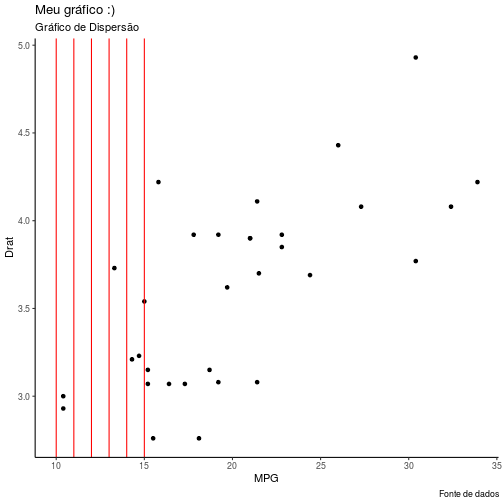 Meu gráfico :)
Gráfico de Dispersão
5.0
4.5
4.0
3.5
3.0
Drat
10 15 20 25 30 35
MPG
Fonte de dados